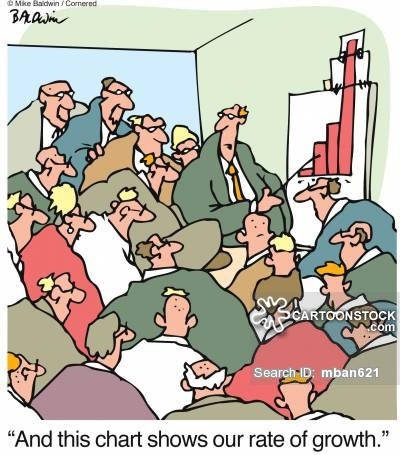 © Mike Baldwin / Cornered
BALDWIN
CARTOONSTOCK
.com
Search ID: mban621
“And this chart shows our rate of growth.”